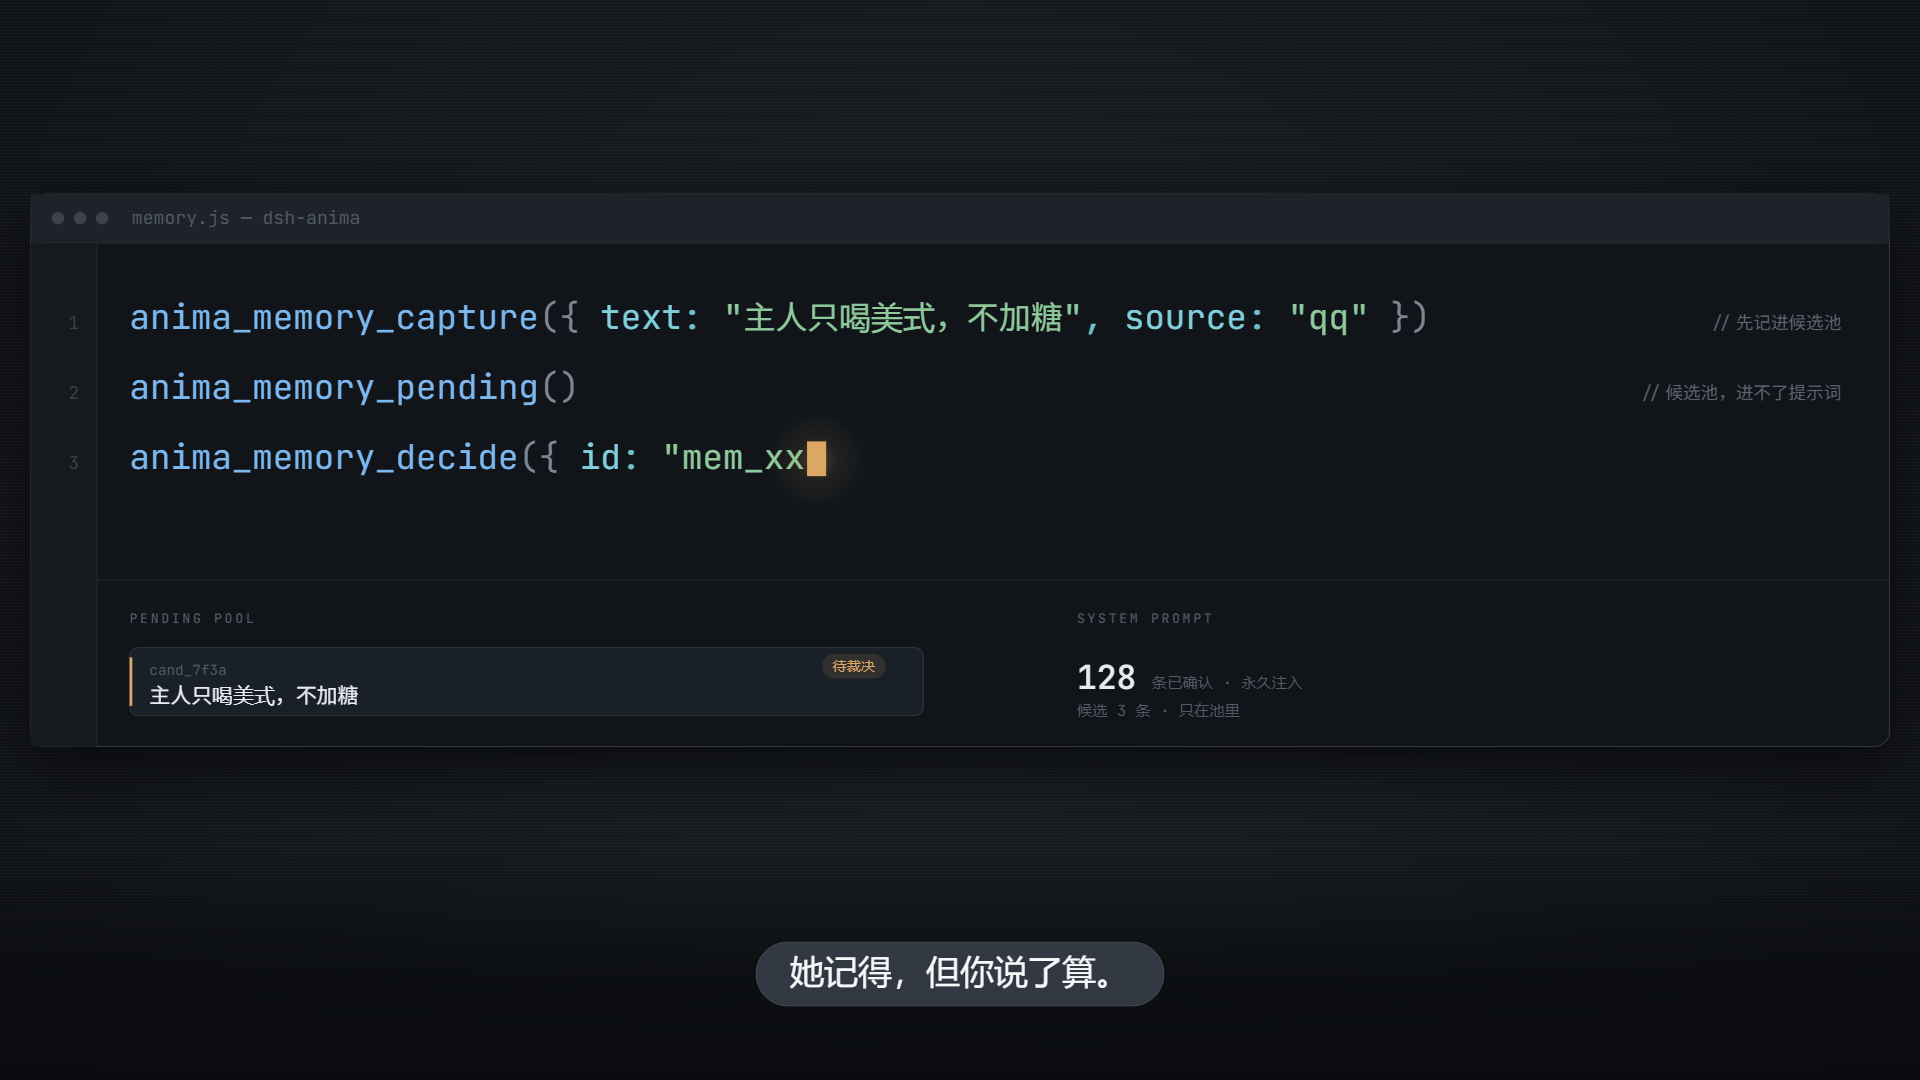 memory.js — dsh-anima
1 anima_memory_capture({ text: "主人只喝美式，不加糖", source: "qq" }) // 先记进候选池
2 anima_memory_pending() // 候选池，进不了提示词
3 anima_memory_decide({ id: "mem_xx
PENDING POOL
cand_7f3a
待裁决
主人只喝美式，不加糖
SYSTEM PROMPT
128 条已确认 · 永久注入
候选 3 条 · 只在池里
她记得，但你说了算。